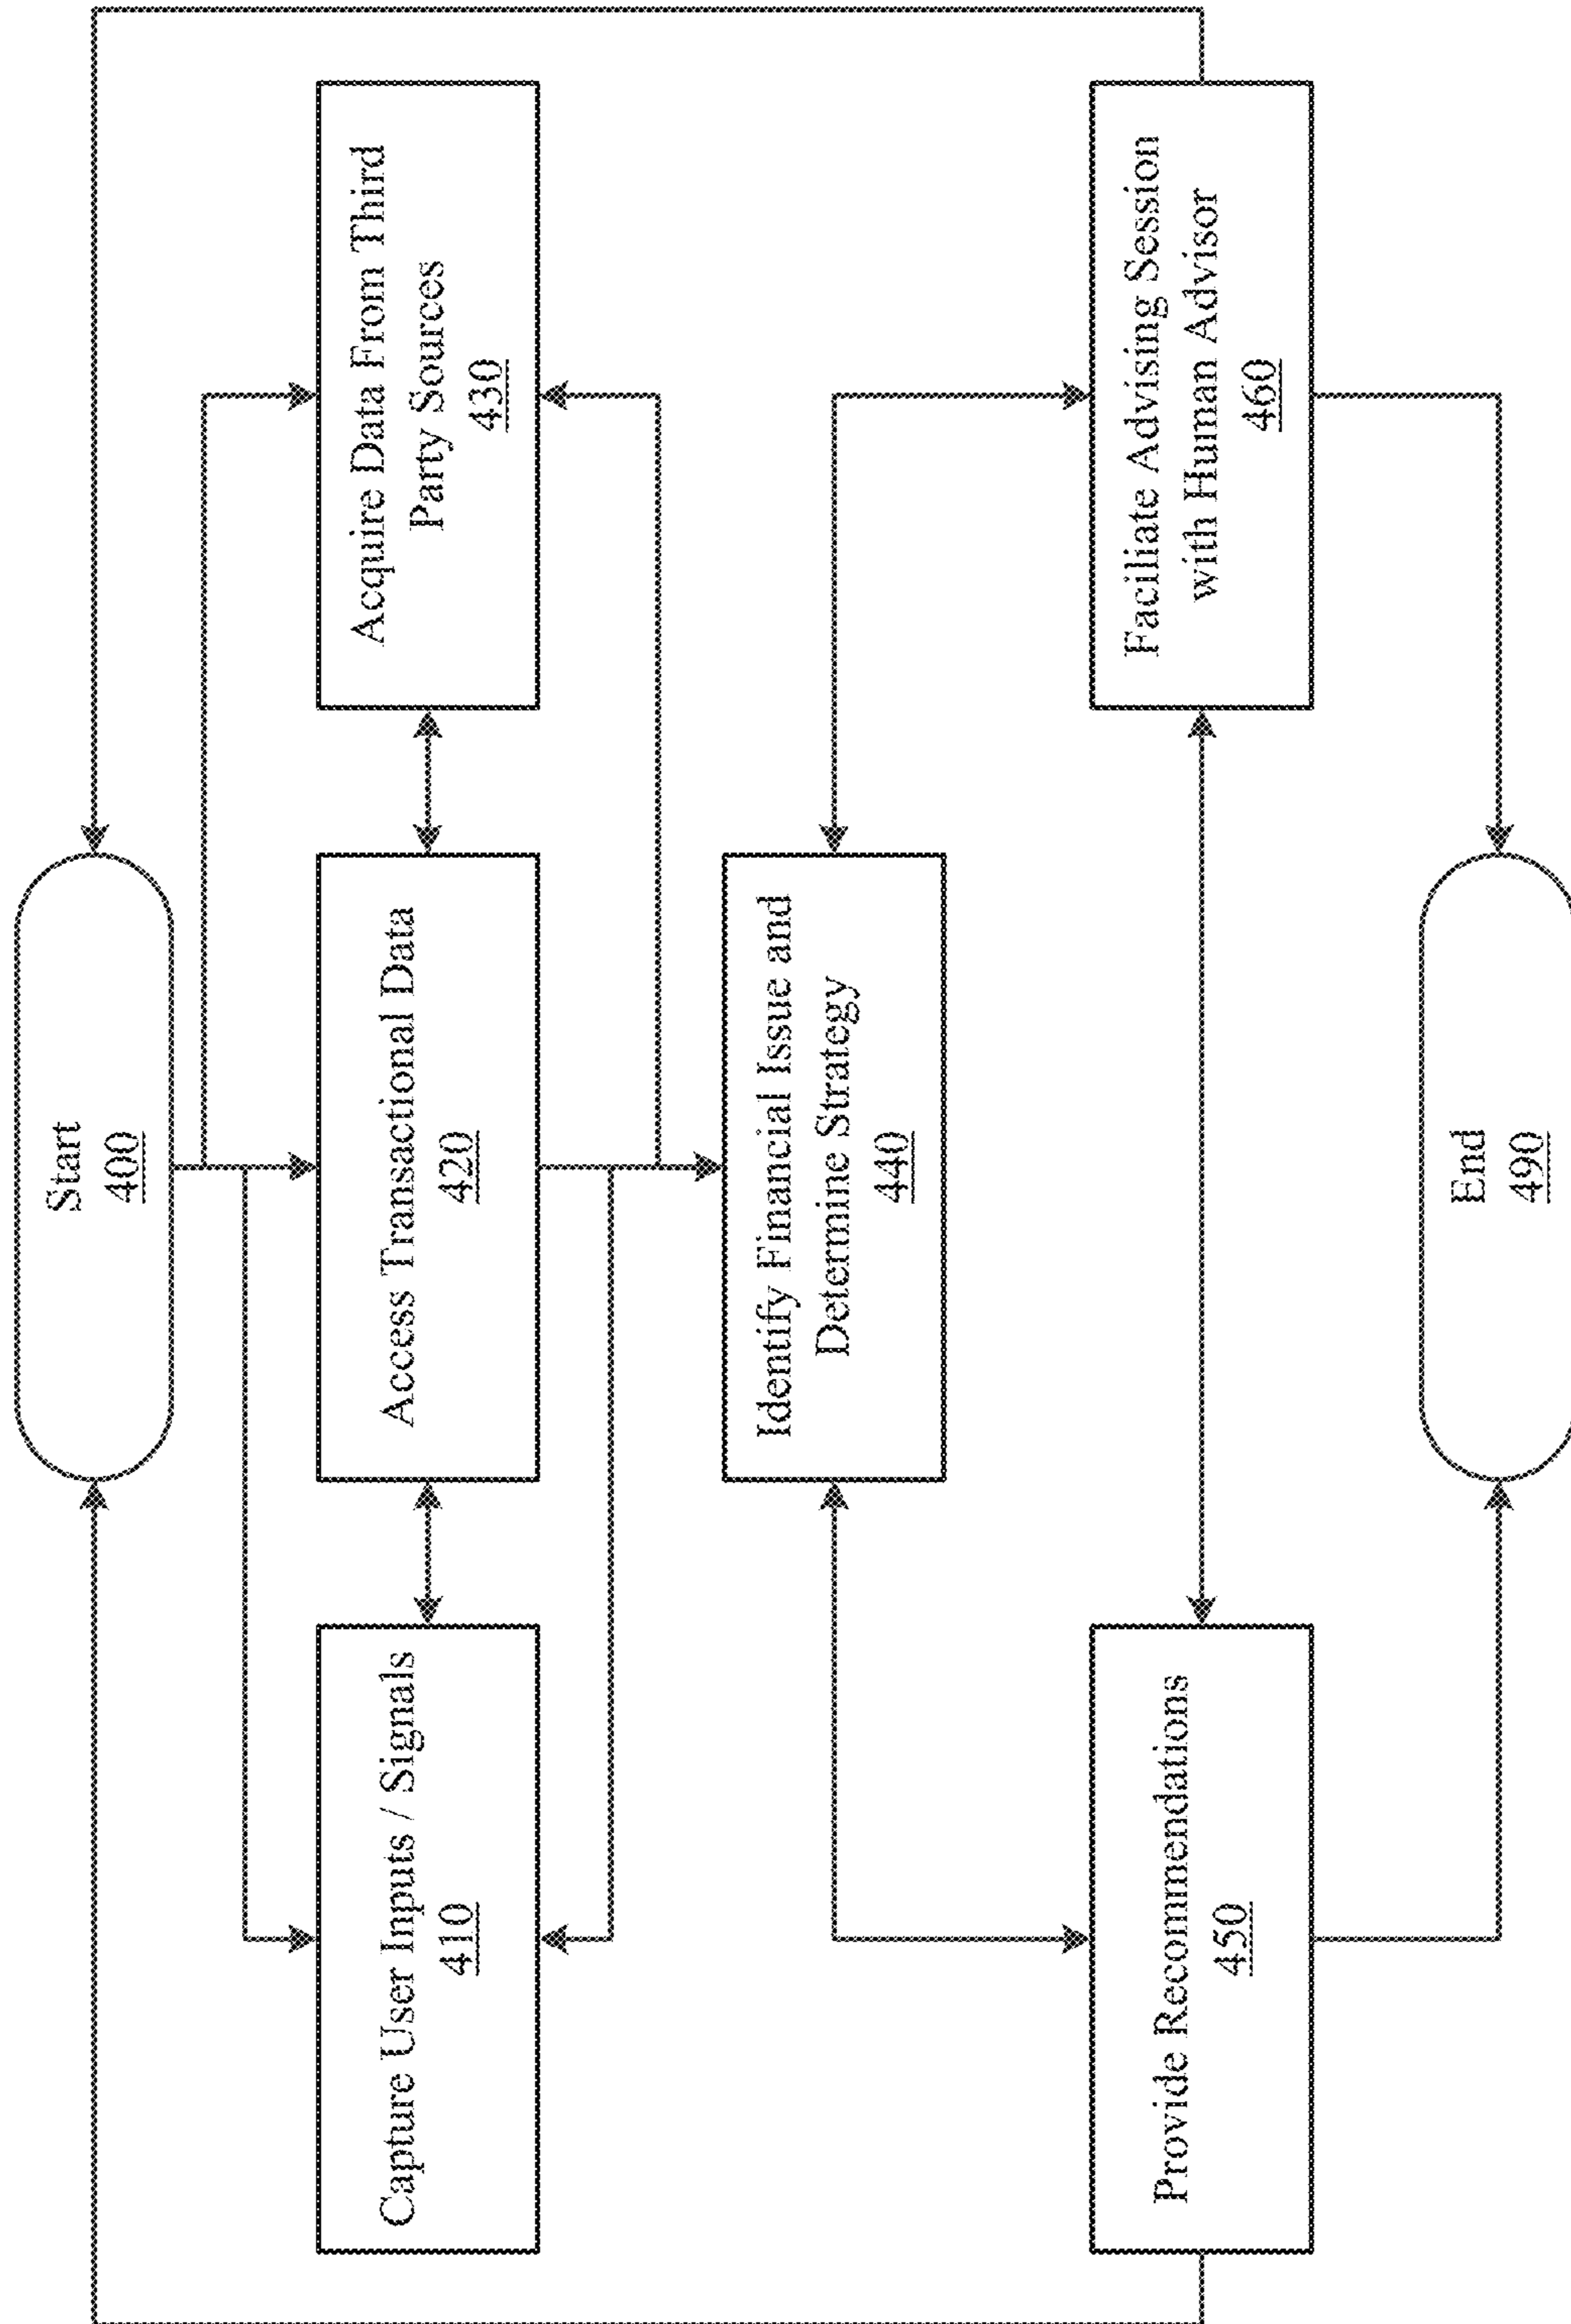 Start
400
Capture User Inputs / Signals
410
Access Transactional Data
420
Acquire Data From Third
Party Sources
430
Identify Financial Issue and
Determine Strategy
440
Provide Recommendations
450
Faciliate Advising Session
with Human Advisor
460
End
490